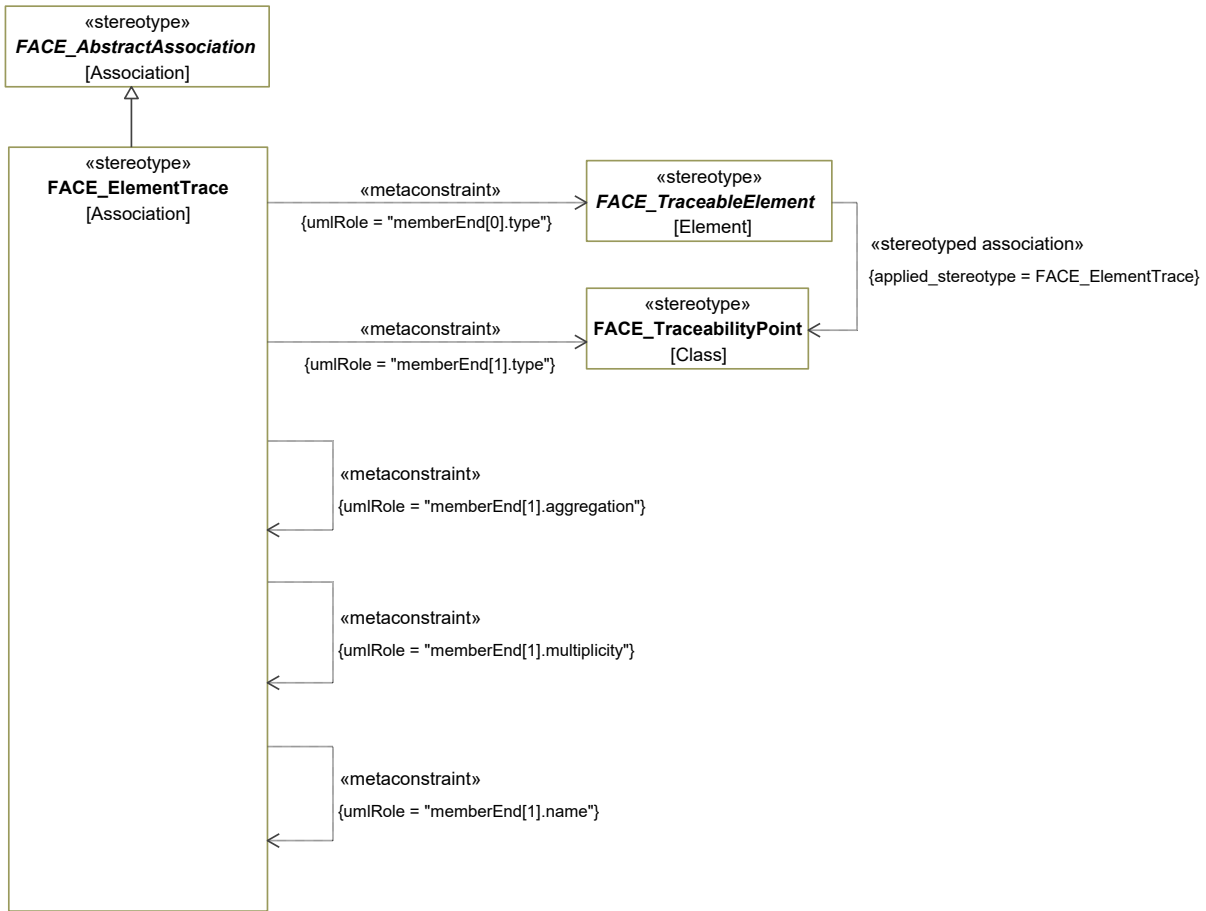 «stereotype»
FACE_AbstractAssociation
[Association]
«stereotype»
FACE_ElementTrace
[Association]
«metaconstraint»
{umlRole = "memberEnd[0].type"}
«stereotype»
FACE_TraceableElement
[Element]
«stereotyped association»
{applied_stereotype = FACE_ElementTrace}
«metaconstraint»
{umlRole = "memberEnd[1].type"}
«stereotype»
FACE_TraceabilityPoint
[Class]
«metaconstraint»
{umlRole = "memberEnd[1].aggregation"}
«metaconstraint»
{umlRole = "memberEnd[1].multiplicity"}
«metaconstraint»
{umlRole = "memberEnd[1].name"}